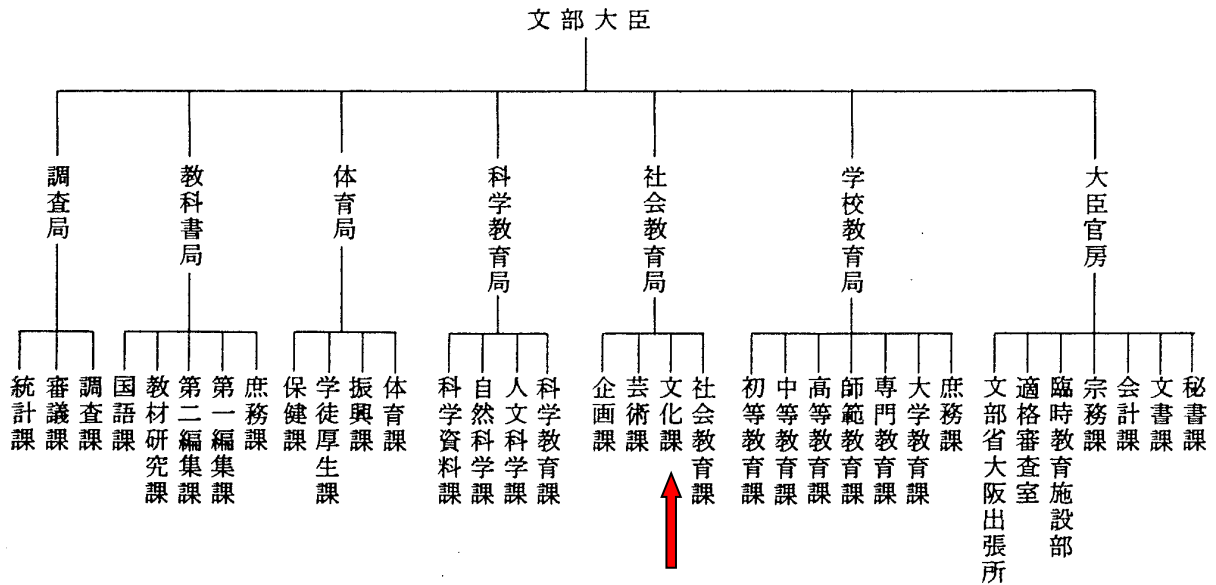 文部大臣
大臣官房
学校教育局
社会教育局
科学教育局
体育局
教科書局
調査局
秘書課
文書課
会計課
宗務課
臨時教育施設部
適格審査室
文部省大阪出張所
庶務課
大学教育課
専門教育課
師範教育課
高等教育課
中等教育課
初等教育課
社会教育課
文化課
芸術課
企画課
科学教育課
人文科学課
自然科学課
科学資料課
体育課
振興課
学徒厚生課
保健課
庶務課
第一編集課
第二編集課
教材研究課
国語課
調査課
審議課
統計課